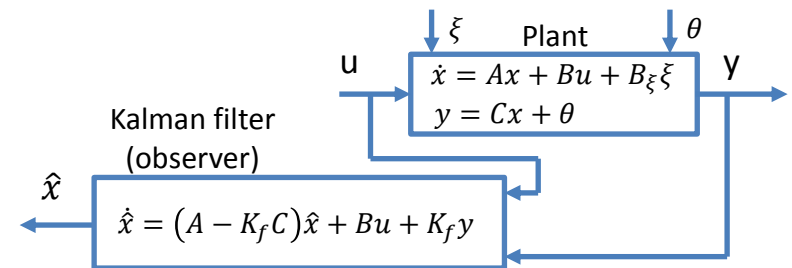 ξ Plant θ
u ẋ = Ax + Bu + B_ξ ξ y
y = Cx + θ
Kalman filter
(observer)
x̂
x̂̇ = (A − K_f C)x̂ + Bu + K_f y